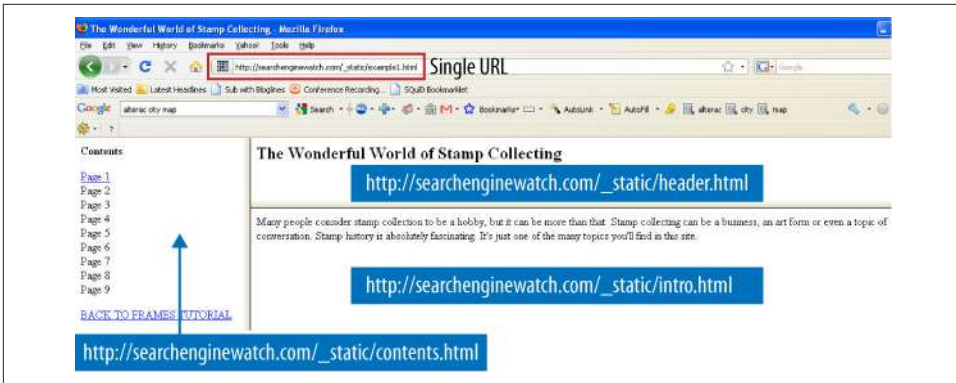 The Wonderful World of Stamp Collecting - Mozilla Firefox
File Edit View History Bookmarks Yahoo! Tools Help
http://searchenginewatch.com/_static/example1.html Single URL Google
Most Visited Latest Headlines Sub with Bloglines Conference Recording... SQuiD Bookmarklet
Google alterac city map Search Bookmarks AutoLink AutoFill alterac city map
Contents
Page 1
Page 2
Page 3
Page 4
Page 5
Page 6
Page 7
Page 8
Page 9
BACK TO FRAMES TUTORIAL
http://searchenginewatch.com/_static/contents.html
The Wonderful World of Stamp Collecting
http://searchenginewatch.com/_static/header.html
Many people consider stamp collection to be a hobby, but it can be more than that. Stamp collecting can be a business, an art form or even a topic of
conversation. Stamp history is absolutely fascinating. It's just one of the many topics you'll find in this site.
http://searchenginewatch.com/_static/intro.html